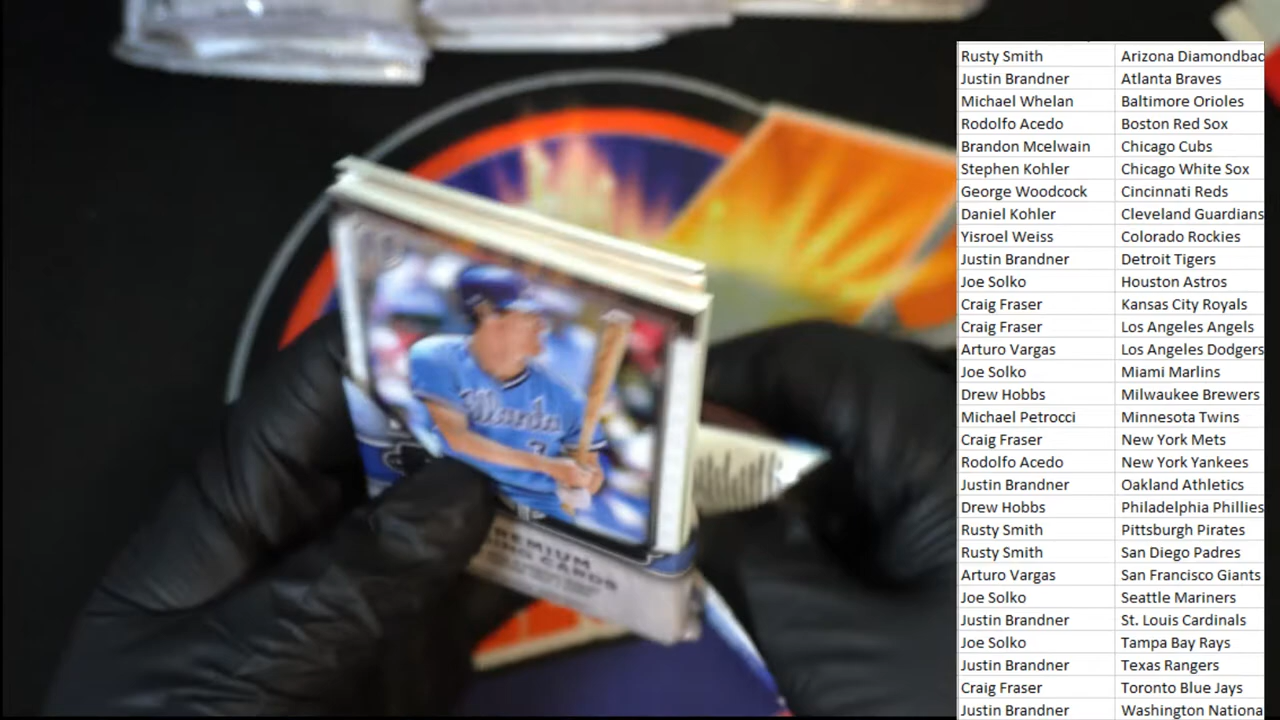 Atlanta
PREMIUM
CARDS
Rusty Smith Arizona Diamondbac
Justin Brandner Atlanta Braves
Michael Whelan Baltimore Orioles
Rodolfo Acedo Boston Red Sox
Brandon Mcelwain Chicago Cubs
Stephen Kohler Chicago White Sox
George Woodcock Cincinnati Reds
Daniel Kohler Cleveland Guardians
Yisroel Weiss Colorado Rockies
Justin Brandner Detroit Tigers
Joe Solko Houston Astros
Craig Fraser Kansas City Royals
Craig Fraser Los Angeles Angels
Arturo Vargas Los Angeles Dodgers
Joe Solko Miami Marlins
Drew Hobbs Milwaukee Brewers
Michael Petrocci Minnesota Twins
Craig Fraser New York Mets
Rodolfo Acedo New York Yankees
Justin Brandner Oakland Athletics
Drew Hobbs Philadelphia Phillies
Rusty Smith Pittsburgh Pirates
Rusty Smith San Diego Padres
Arturo Vargas San Francisco Giants
Joe Solko Seattle Mariners
Justin Brandner St. Louis Cardinals
Joe Solko Tampa Bay Rays
Justin Brandner Texas Rangers
Craig Fraser Toronto Blue Jays
Justin Brandner Washington Nationa